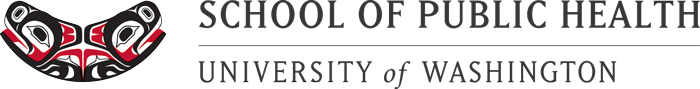 SCHOOL OF PUBLIC HEALTH
UNIVERSITY of WASHINGTON